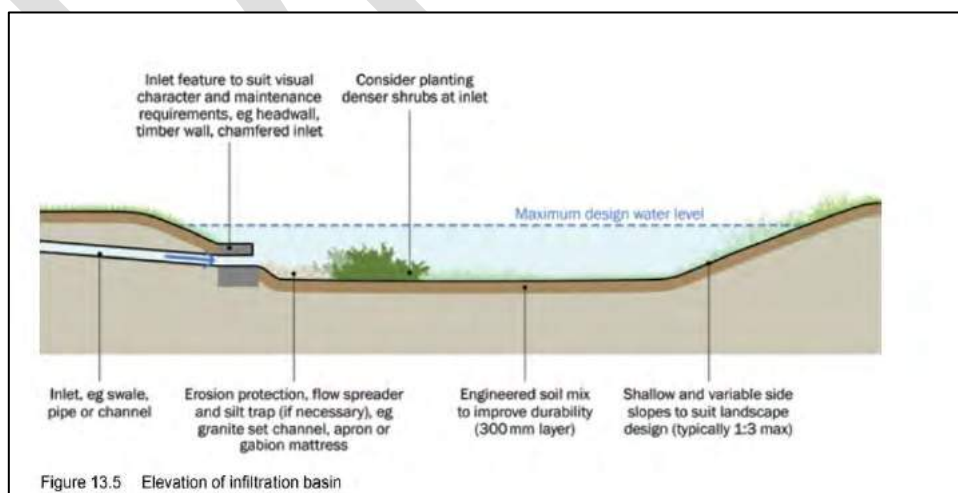 Inlet feature to suit visual
character and maintenance
requirements, eg headwall,
timber wall, chamfered inlet
Consider planting
denser shrubs at inlet
Maximum design water level
Inlet, eg swale,
pipe or channel
Erosion protection, flow spreader
and silt trap (if necessary), eg
granite set channel, apron or
gabion mattress
Engineered soil mix
to improve durability
(300mm layer)
Shallow and variable side
slopes to suit landscape
design (typically 1:3 max)
Figure 13.5 Elevation of infiltration basin